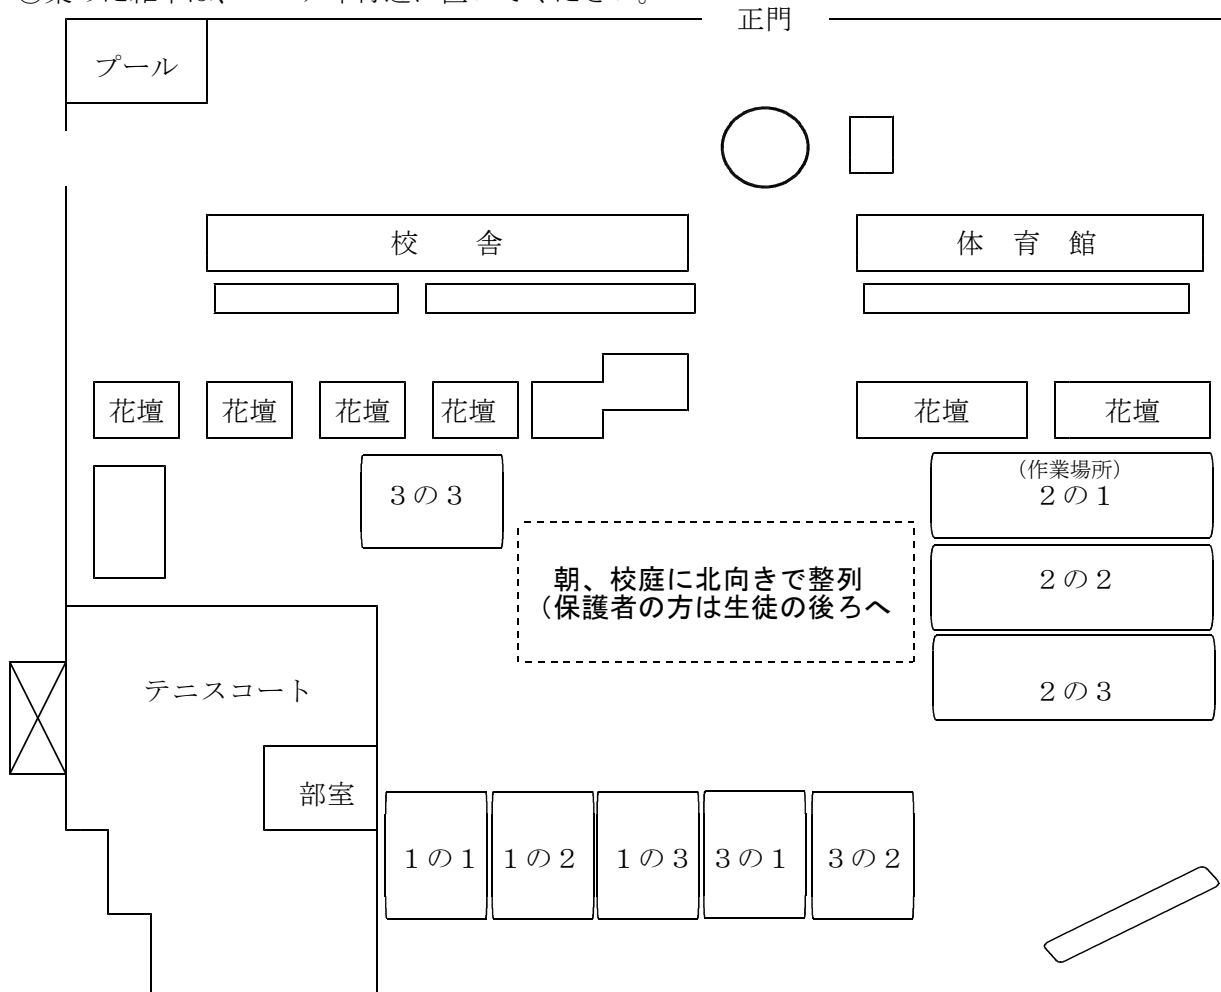 正門
プール
校　舎
体　育　館
花壇
花壇
花壇
花壇
花壇
花壇
３の３
（作業場所）
２の１
朝、校庭に北向きで整列
（保護者の方は生徒の後ろへ
２の２
テニスコート
２の３
部室
１の１
１の２
１の３
３の１
３の２